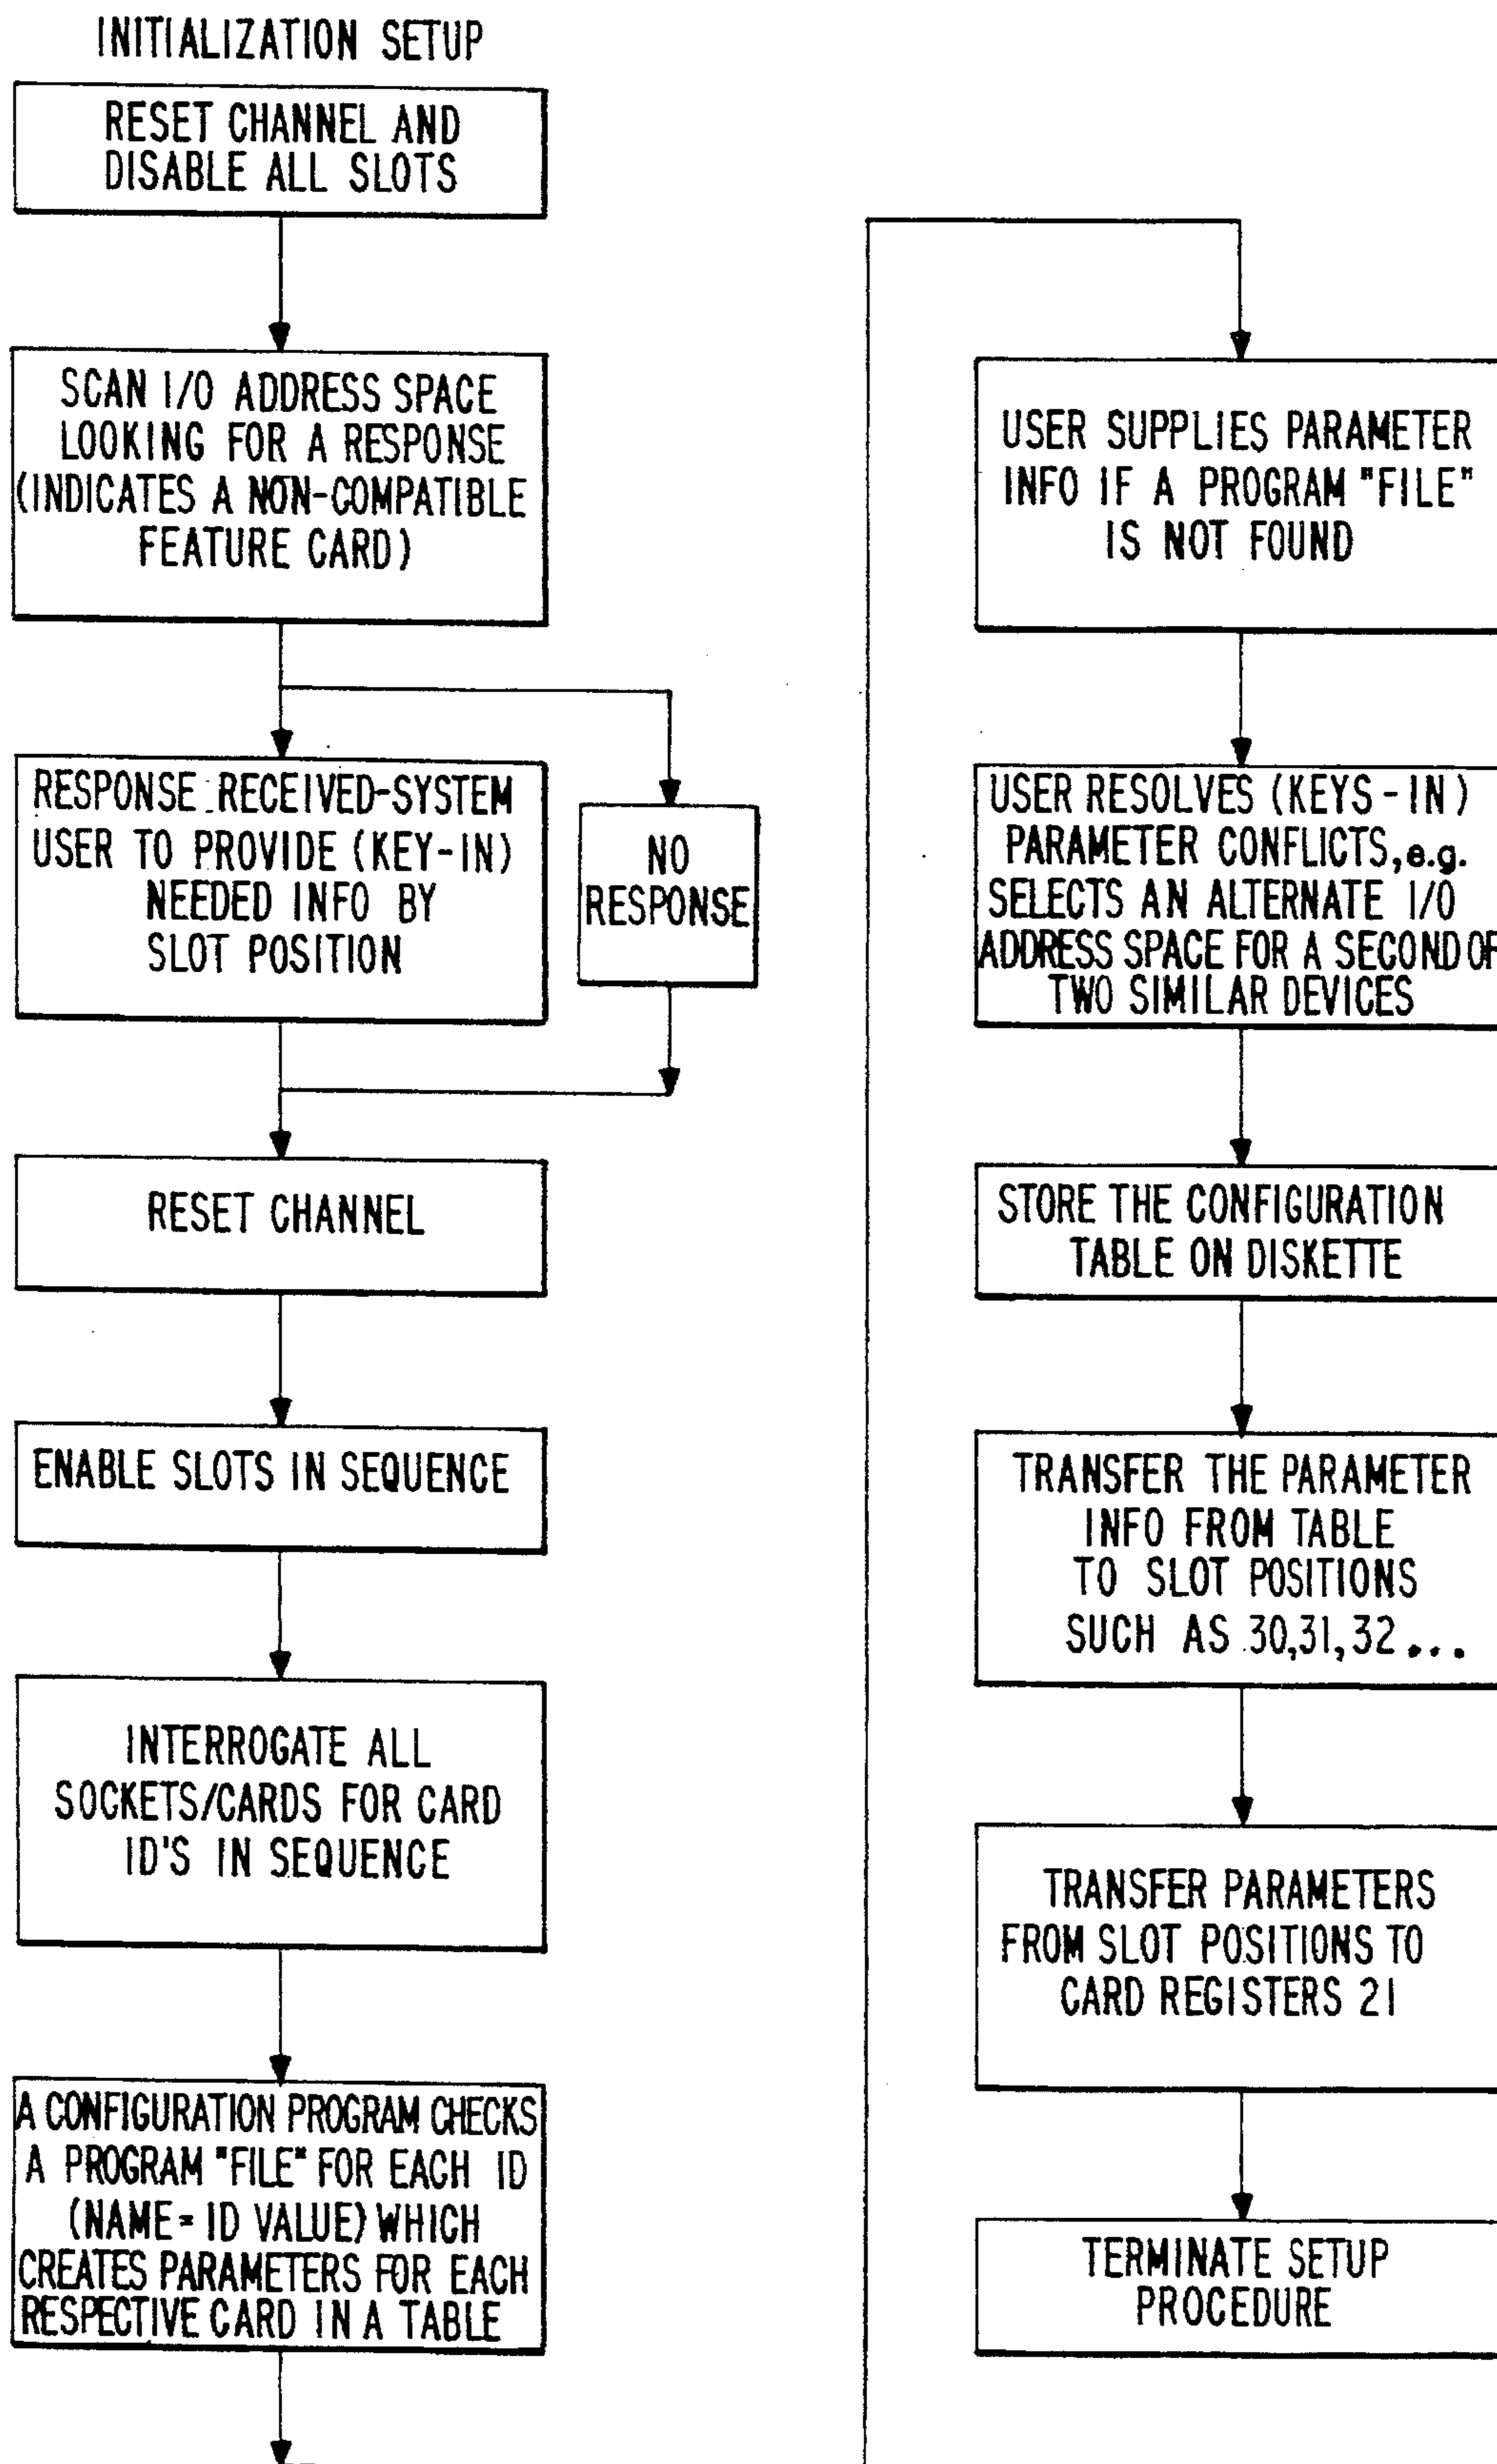 INITIALIZATION SETUP
RESET CHANNEL AND
DISABLE ALL SLOTS
SCAN I/O ADDRESS SPACE
LOOKING FOR A RESPONSE
(INDICATES A NON-COMPATIBLE
FEATURE CARD)
RESPONSE RECEIVED-SYSTEM
USER TO PROVIDE (KEY-IN)
NEEDED INFO BY
SLOT POSITION
NO
RESPONSE
RESET CHANNEL
ENABLE SLOTS IN SEQUENCE
INTERROGATE ALL
SOCKETS/CARDS FOR CARD
ID'S IN SEQUENCE
A CONFIGURATION PROGRAM CHECKS
A PROGRAM "FILE" FOR EACH ID
(NAME = ID VALUE) WHICH
CREATES PARAMETERS FOR EACH
RESPECTIVE CARD IN A TABLE
USER SUPPLIES PARAMETER
INFO IF A PROGRAM "FILE"
IS NOT FOUND
USER RESOLVES (KEYS-IN)
PARAMETER CONFLICTS, e.g.
SELECTS AN ALTERNATE I/O
ADDRESS SPACE FOR A SECOND OF
TWO SIMILAR DEVICES
STORE THE CONFIGURATION
TABLE ON DISKETTE
TRANSFER THE PARAMETER
INFO FROM TABLE
TO SLOT POSITIONS
SUCH AS 30,31,32...
TRANSFER PARAMETERS
FROM SLOT POSITIONS TO
CARD REGISTERS 21
TERMINATE SETUP
PROCEDURE